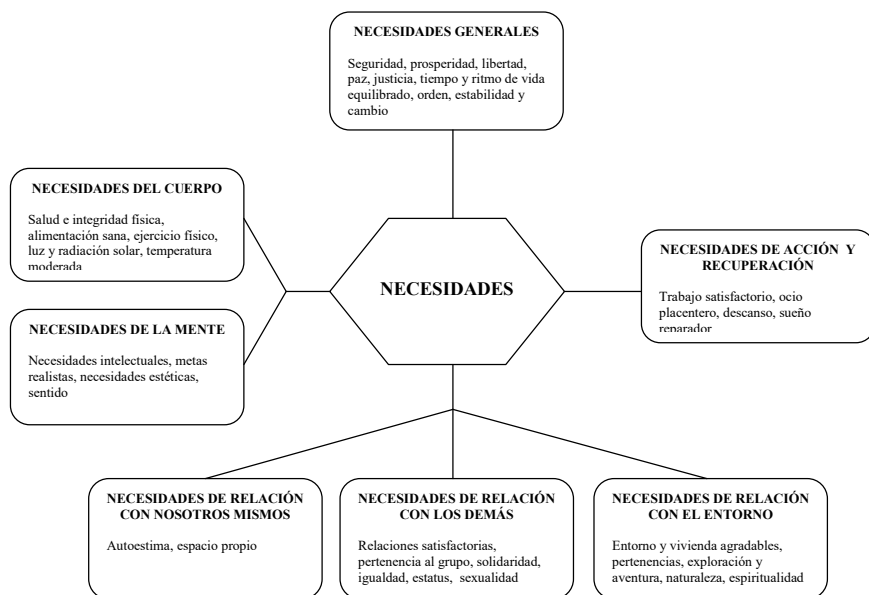 NECESIDADES GENERALES
Seguridad, prosperidad, libertad,
paz, justicia, tiempo y ritmo de vida
equilibrado, orden, estabilidad y
cambio
NECESIDADES DEL CUERPO
Salud e integridad física,
alimentación sana, ejercicio físico,
luz y radiación solar, temperatura
moderada
NECESIDADES DE ACCIÓN Y
RECUPERACIÓN
Trabajo satisfactorio, ocio
placentero, descanso, sueño
reparador
NECESIDADES
NECESIDADES DE LA MENTE
Necesidades intelectuales, metas
realistas, necesidades estéticas,
sentido
NECESIDADES DE RELACIÓN
CON NOSOTROS MISMOS
Autoestima, espacio propio
NECESIDADES DE RELACIÓN
CON LOS DEMÁS
Relaciones satisfactorias,
pertenencia al grupo, solidaridad,
igualdad, estatus, sexualidad
NECESIDADES DE RELACIÓN
CON EL ENTORNO
Entorno y vivienda agradables,
pertenencias, exploración y
aventura, naturaleza, espiritualidad